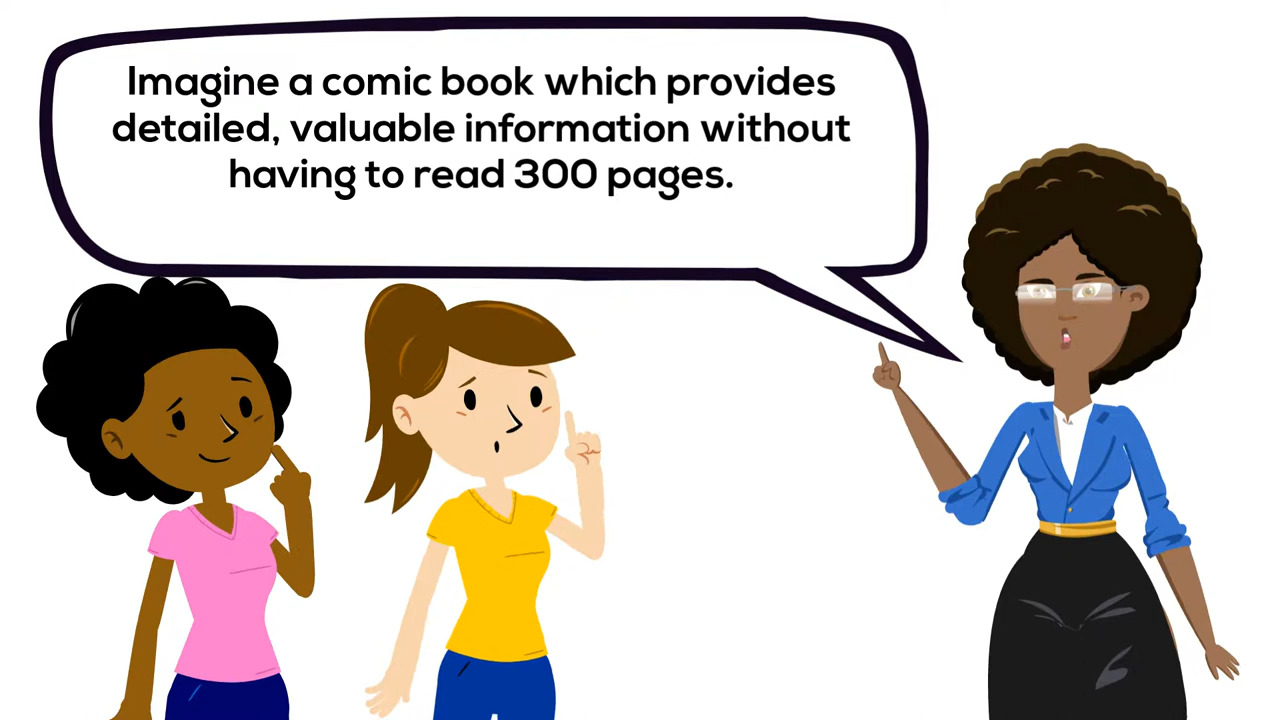 Imagine a comic book which provides
detailed, valuable information without
having to read 300 pages.